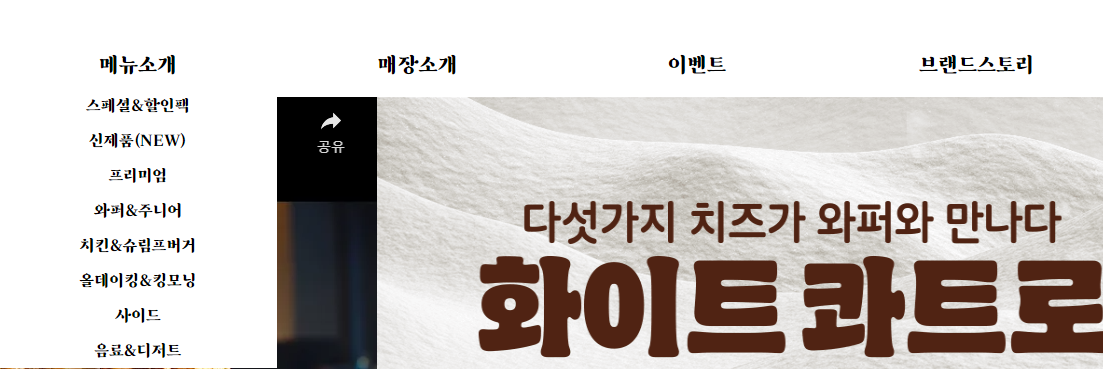 메뉴소개 매장소개 이벤트 브랜드스토리
스페셜&할인팩
신제품(NEW)
프리미엄
와퍼&주니어
치킨&슈림프버거
올데이킹&킹모닝
사이드
음료&디저트
공유
다섯가지 치즈가 와퍼와 만나다
화이트콰트로